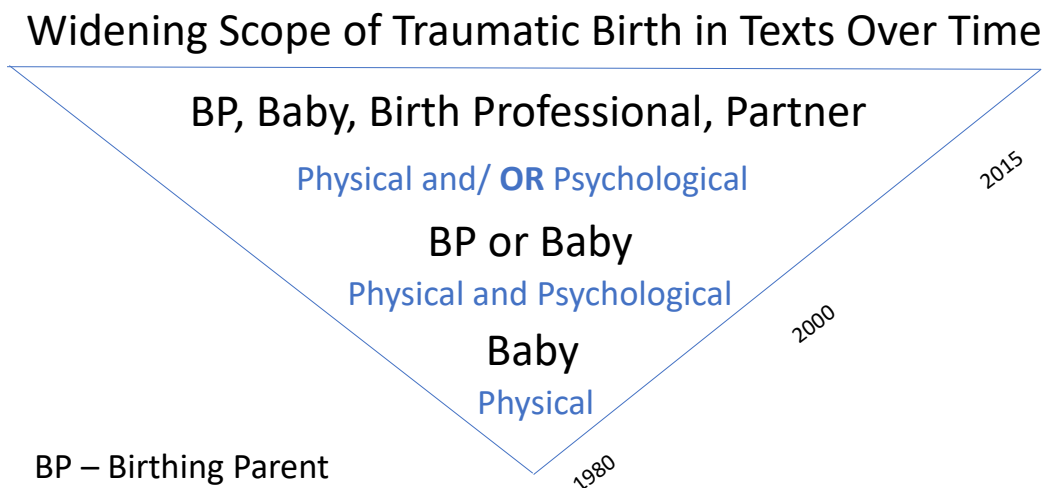 Widening Scope of Traumatic Birth in Texts Over Time
BP, Baby, Birth Professional, Partner
Physical and/ OR Psychological
2015
BP or Baby
Physical and Psychological
2000
Baby
Physical
BP – Birthing Parent
1980